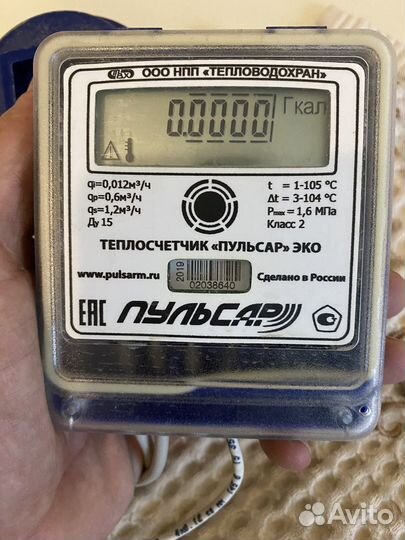 ООО НПП "ТЕПЛОВОДОХРАН"
0.0000 Гкал
qi=0,012м³/ч
qp=0,6м³/ч
qs=1,2м³/ч
Ду 15
t = 1-105 °С
Δt = 3-104 °С
Pmax = 1,6 МПа
Класс 2
ТЕПЛОСЧЕТЧИК «ПУЛЬСАР» ЭКО
www.pulsarm.ru
2019
02038640
Сделано в России
ЕАС
ПУЛЬСАР
Avito